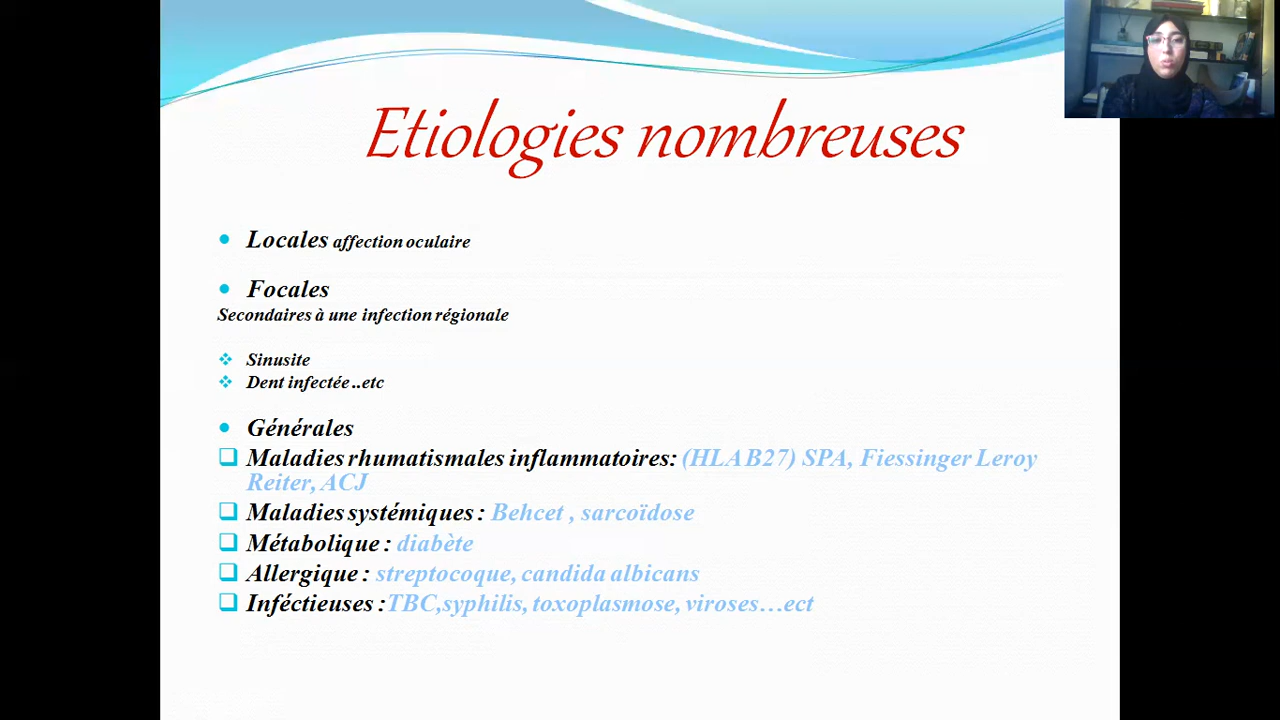 Etiologies nombreuses
Locales affection oculaire
Focales
Secondaires à une infection régionale
Sinusite
Dent infectée ..etc
Générales
Maladies rhumatismales inflammatoires: (HLA B27) SPA, Fiessinger Leroy
Reiter, ACJ
Maladies systémiques : Behcet , sarcoïdose
Métabolique : diabète
Allergique : streptocoque, candida albicans
Inféctieuses :TBC,syphilis, toxoplasmose, viroses…ect